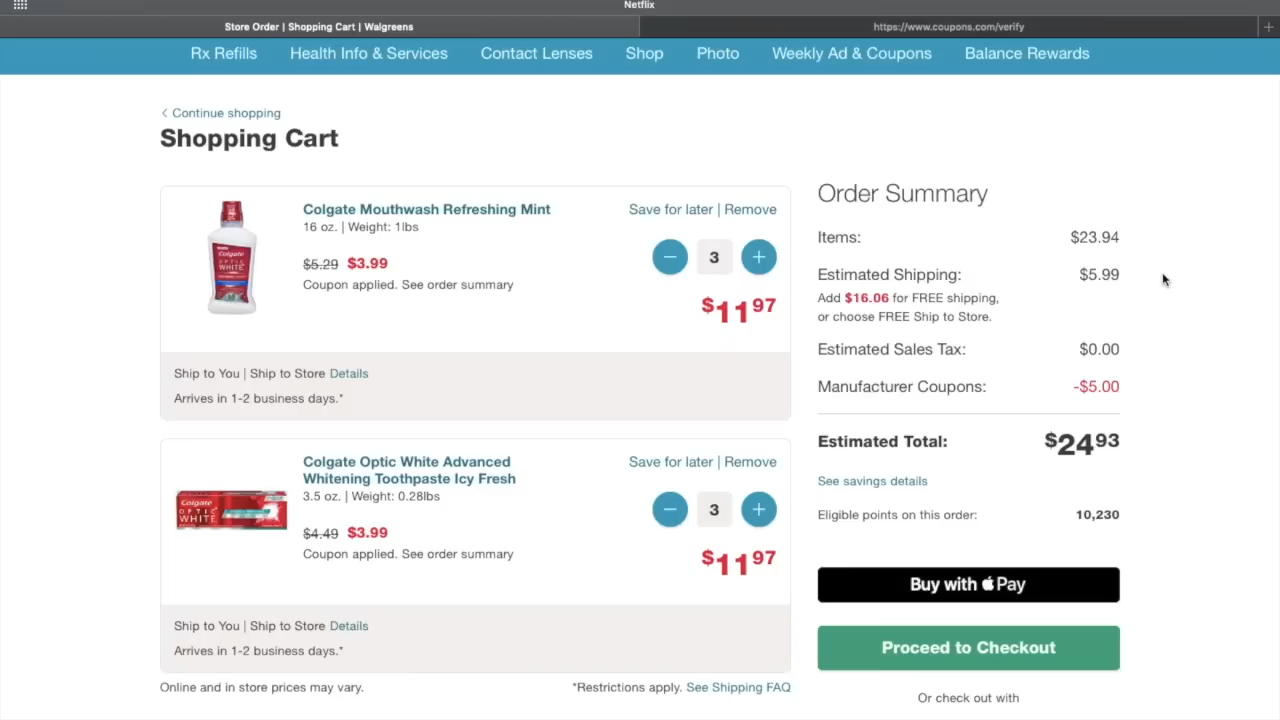 Netflix
Store Order | Shopping Cart | Walgreens
https://www.coupons.com/verify
Rx Refills Health Info & Services Contact Lenses Shop Photo Weekly Ad & Coupons Balance Rewards
< Continue shopping
Shopping Cart
Colgate Mouthwash Refreshing Mint
16 oz. | Weight: 1lbs
$5.29 $3.99
Coupon applied. See order summary
Save for later | Remove
− 3 +
$11 97
Colgate
OPTIC
WHITE
Ship to You | Ship to Store Details
Arrives in 1-2 business days.*
Colgate Optic White Advanced
Whitening Toothpaste Icy Fresh
3.5 oz. | Weight: 0.28lbs
$4.49 $3.99
Coupon applied. See order summary
Save for later | Remove
− 3 +
$11 97
Colgate
OPTIC
WHITE
Ship to You | Ship to Store Details
Arrives in 1-2 business days.*
Online and in store prices may vary.
*Restrictions apply. See Shipping FAQ
Order Summary
Items: $23.94
Estimated Shipping: $5.99
Add $16.06 for FREE shipping,
or choose FREE Ship to Store.
Estimated Sales Tax: $0.00
Manufacturer Coupons: -$5.00
Estimated Total: $24 93
See savings details
Eligible points on this order: 10,230
Buy with Pay
Proceed to Checkout
Or check out with